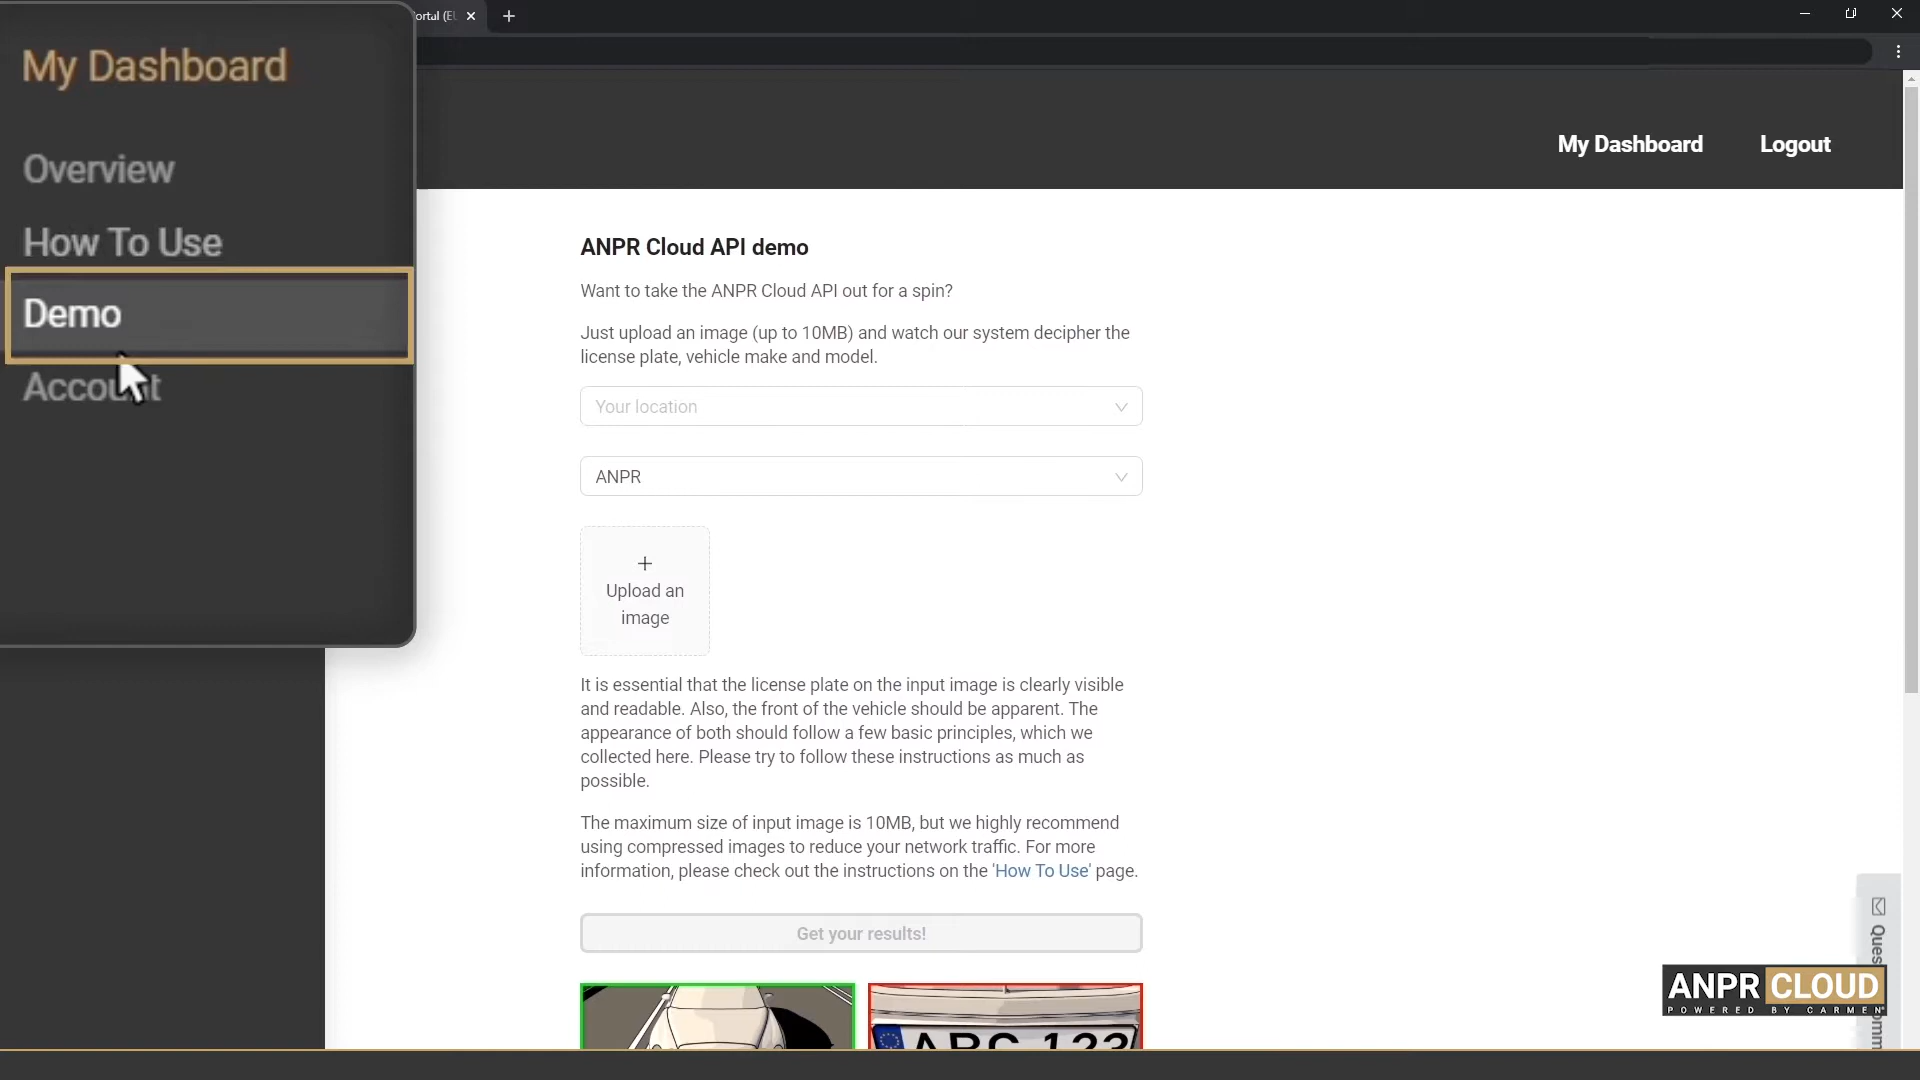 ortal (EU
My Dashboard
Overview
How To Use
Demo
Account
My Dashboard
Logout
ANPR Cloud API demo
Want to take the ANPR Cloud API out for a spin?
Just upload an image (up to 10MB) and watch our system decipher the
license plate, vehicle make and model.
Your location
ANPR
+
Upload an
image
It is essential that the license plate on the input image is clearly visible
and readable. Also, the front of the vehicle should be apparent. The
appearance of both should follow a few basic principles, which we
collected here. Please try to follow these instructions as much as
possible.
The maximum size of input image is 10MB, but we highly recommend
using compressed images to reduce your network traffic. For more
information, please check out the instructions on the 'How To Use' page.
Get your results!
ABC 123
Ques
omm
ANPR CLOUD
POWERED BY CARMEN®